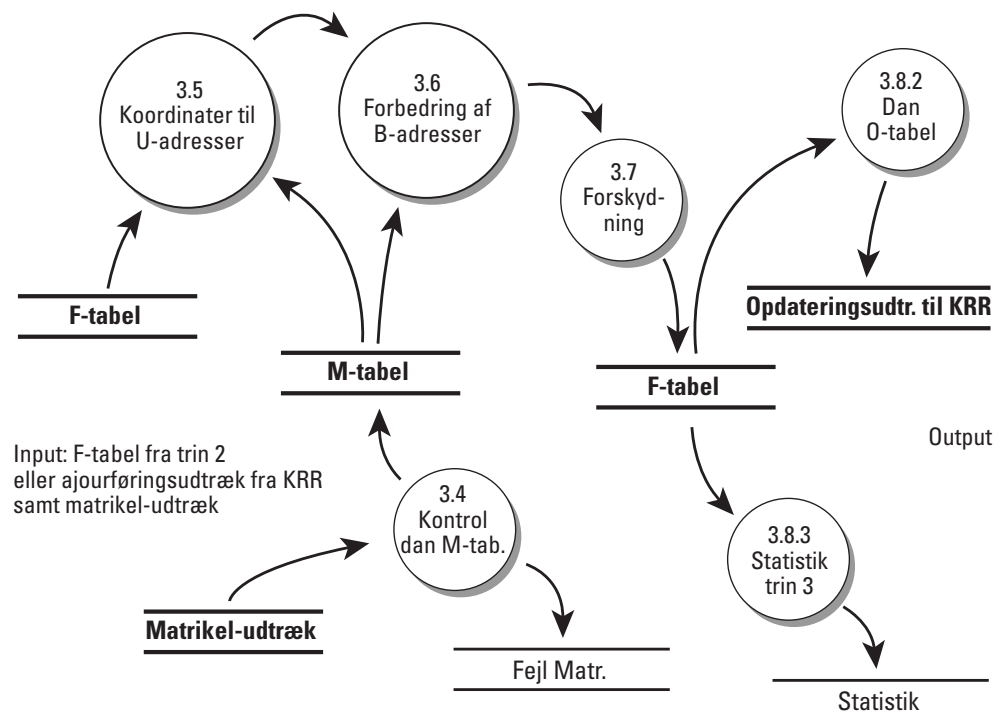 3.5
Koordinater til
U-adresser
3.6
Forbedring af
B-adresser
3.7
Forskyd-
ning
3.8.2
Dan
O-tabel
F-tabel
Opdateringsudtr. til KRR
M-tabel
F-tabel
Input: F-tabel fra trin 2
eller ajourføringsudtræk fra KRR
samt matrikel-udtræk
Output
3.4
Kontrol
dan M-tab.
3.8.3
Statistik
trin 3
Matrikel-udtræk
Fejl Matr.
Statistik